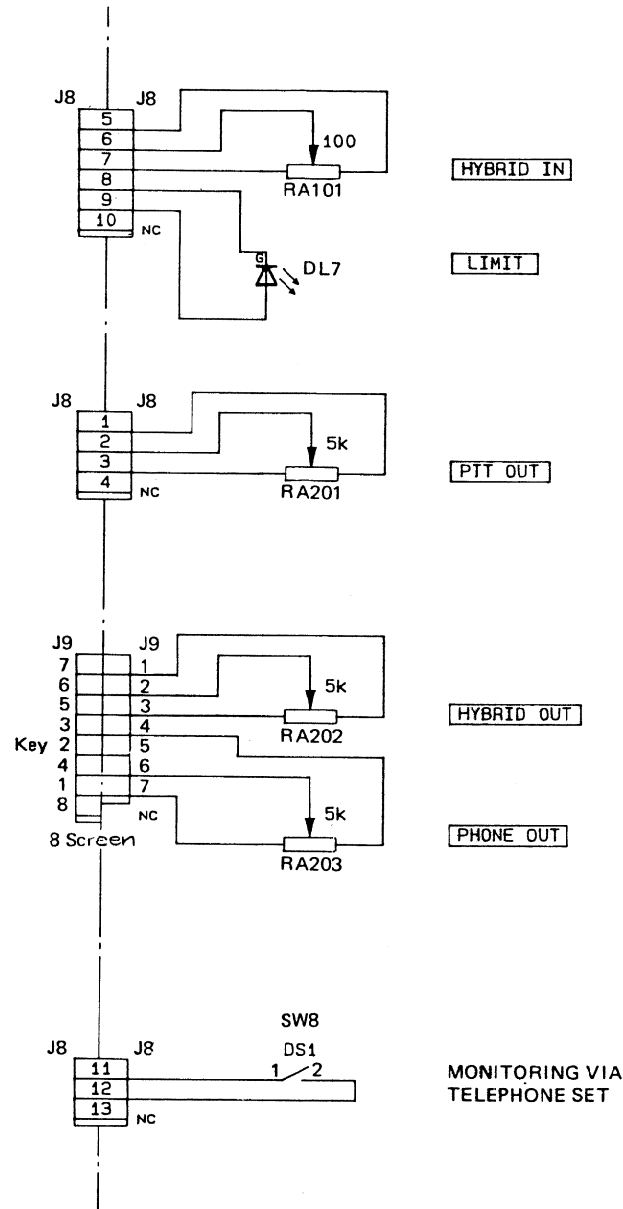 J8 J8
5
6
7
8
9
10
NC
100
RA101
HYBRID IN
G
DL7
LIMIT
J8 J8
1
2
3
4
NC
5k
RA201
PTT OUT
J9 J9
7 1
6 2
5 3
3 4
Key 2 5
4 6
1 7
8 NC
8 Screen
5k
RA202
HYBRID OUT
5k
RA203
PHONE OUT
SW8
DS1
J8 J8
11
12
13
NC
1 2
MONITORING VIA
TELEPHONE SET